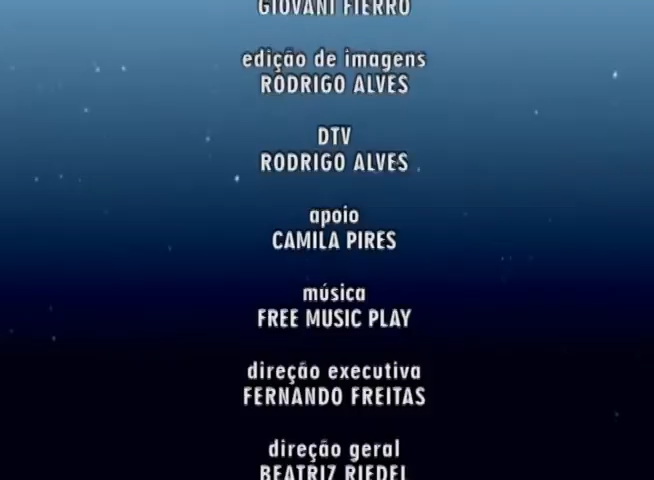 GIOVANI FIERRO
edição de imagens
RODRIGO ALVES
DTV
RODRIGO ALVES
apoio
CAMILA PIRES
música
FREE MUSIC PLAY
direção executiva
FERNANDO FREITAS
direção geral
BEATRIZ RIEDEL